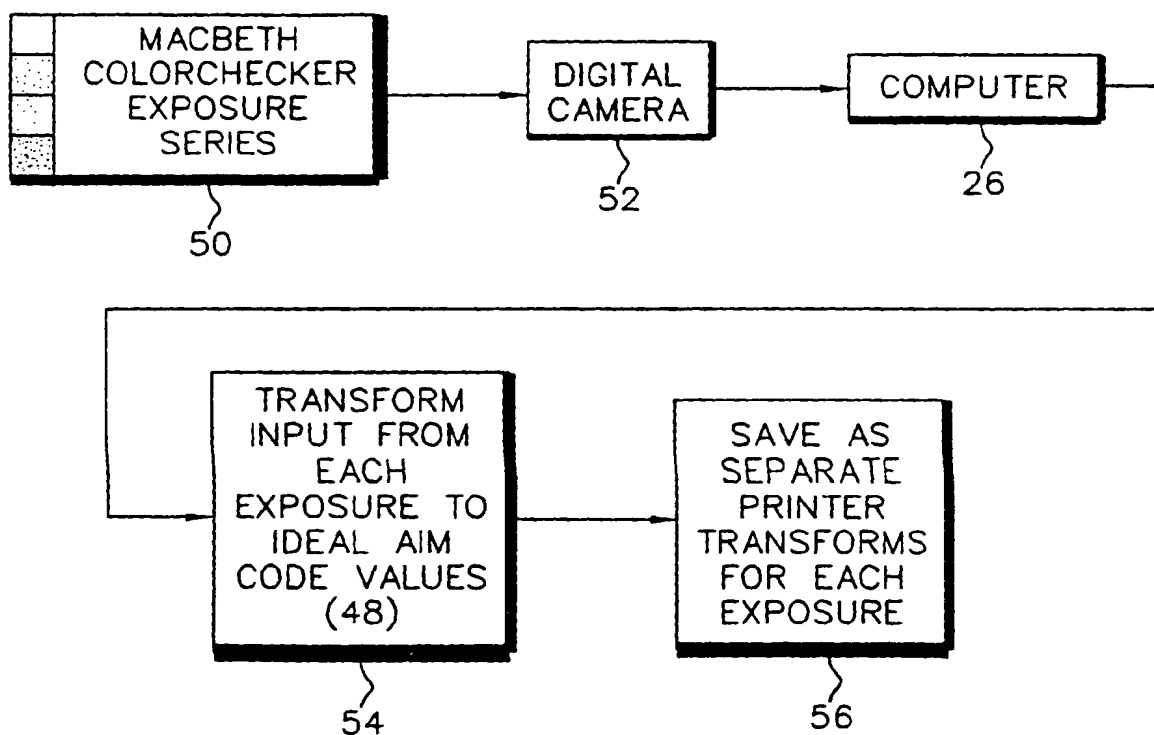 MACBETH
COLORCHECKER
EXPOSURE
SERIES
50
DIGITAL
CAMERA
52
COMPUTER
26
TRANSFORM
INPUT FROM
EACH
EXPOSURE TO
IDEAL AIM
CODE VALUES
(48)
54
SAVE AS
SEPARATE
PRINTER
TRANSFORMS
FOR EACH
EXPOSURE
56